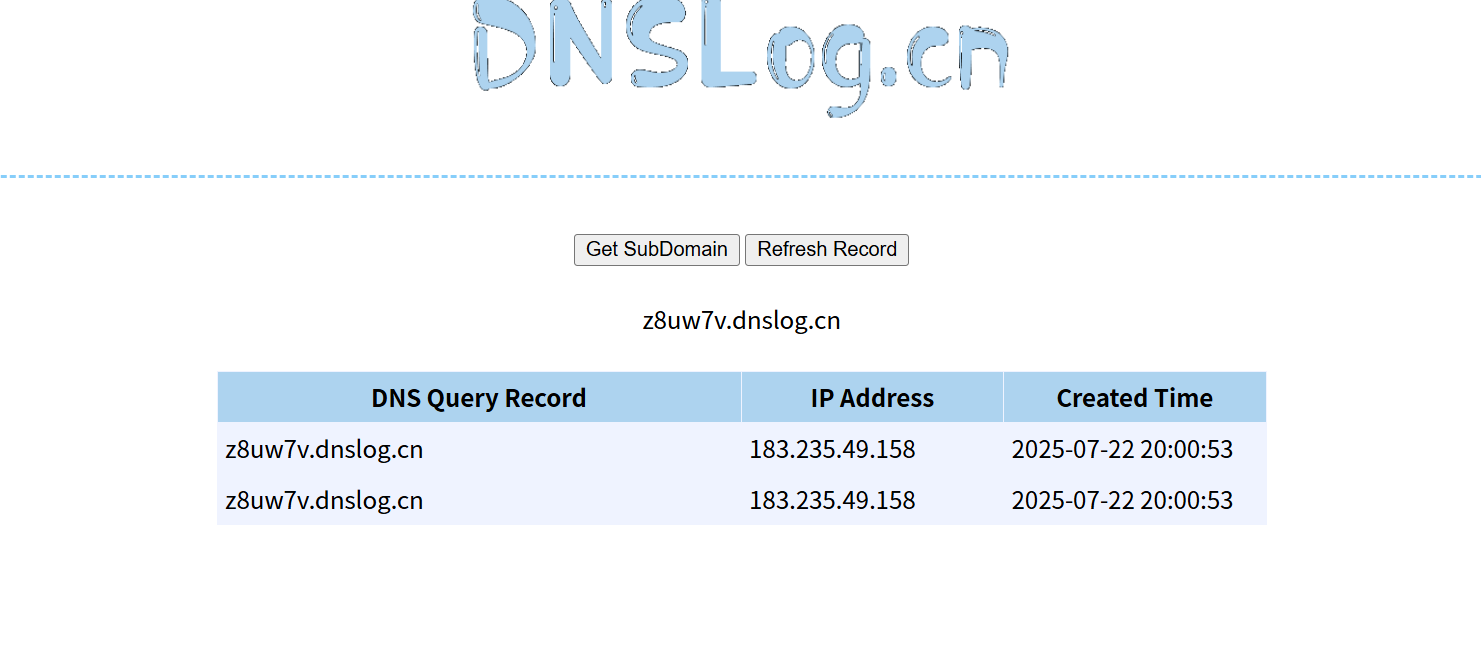 DNSLog.cn
Get SubDomain Refresh Record
z8uw7v.dnslog.cn
DNS Query Record IP Address Created Time
z8uw7v.dnslog.cn 183.235.49.158 2025-07-22 20:00:53
z8uw7v.dnslog.cn 183.235.49.158 2025-07-22 20:00:53